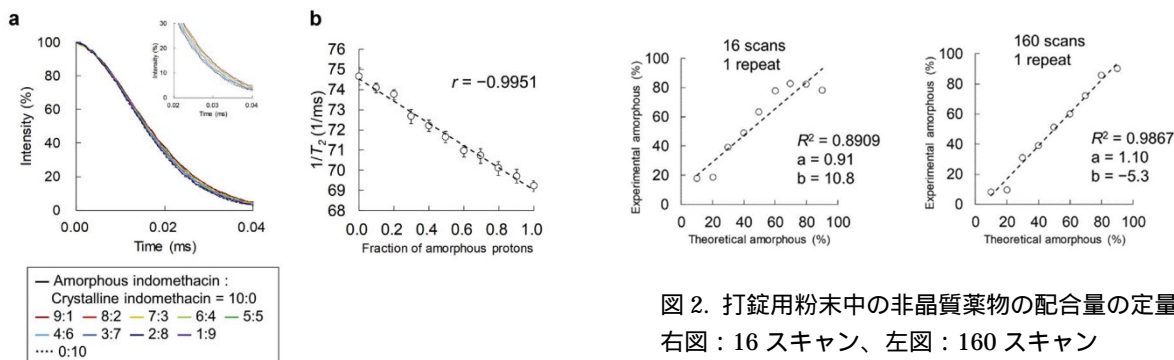 a
100
80
60
40
20
0
Intensity (%)
0.00
0.02
0.04
Time (ms)
30
20
10
0
Intensity (%)
0.02
0.03
0.04
Time (ms)
— Amorphous indomethacin :
Crystalline indomethacin = 10:0
9:1 8:2 7:3 6:4 5:5
4:6 3:7 2:8 1:9
0:10
b
76
75
74
73
72
71
70
69
68
1/T₂ (1/ms)
r = −0.9951
0.0 0.2 0.4 0.6 0.8 1.0
Fraction of amorphous protons
16 scans
1 repeat
100
80
60
40
20
0
Experimental amorphous (%)
R² = 0.8909
a = 0.91
b = 10.8
0 20 40 60 80 100
Theoretical amorphous (%)
160 scans
1 repeat
100
80
60
40
20
0
Experimental amorphous (%)
R² = 0.9867
a = 1.10
b = −5.3
0 20 40 60 80 100
Theoretical amorphous (%)
図 2. 打錠用粉末中の非晶質薬物の配合量の定量
右図：16 スキャン、左図：160 スキャン